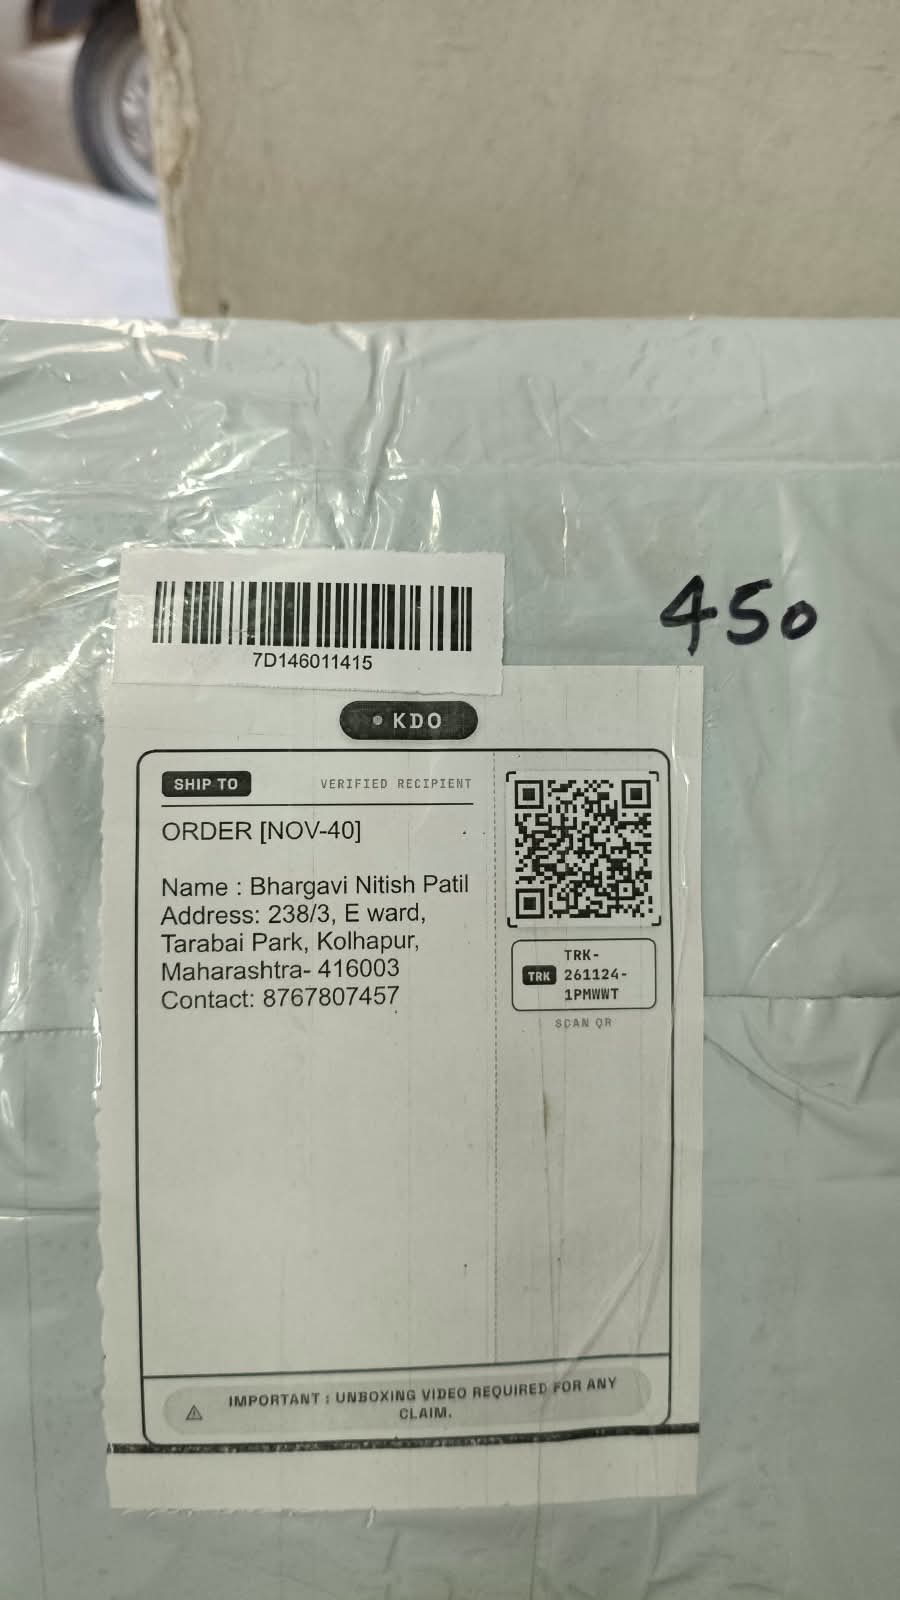 450
7D146011415
KDO
SHIP TO
VERIFIED RECIPIENT
ORDER [NOV-40]
Name : Bhargavi Nitish Patil
Address: 238/3, E ward,
Tarabai Park, Kolhapur,
Maharashtra- 416003
Contact: 8767807457
TRK
TRK-
261124-
1PMWWT
SCAN QR
IMPORTANT : UNBOXING VIDEO REQUIRED FOR ANY
CLAIM.